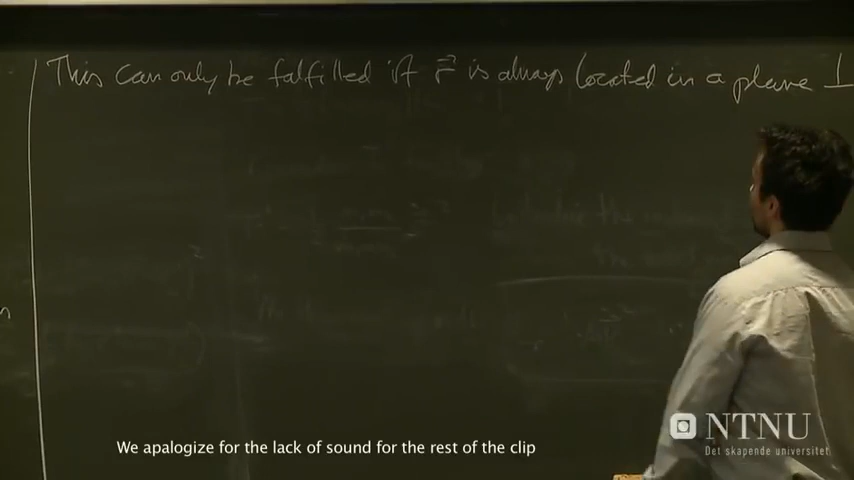 This can only be fulfilled if r⃗ is always located in a plane ⊥
We apalogize for the lack of sound for the rest of the clip
NTNU
Det skapende universitet